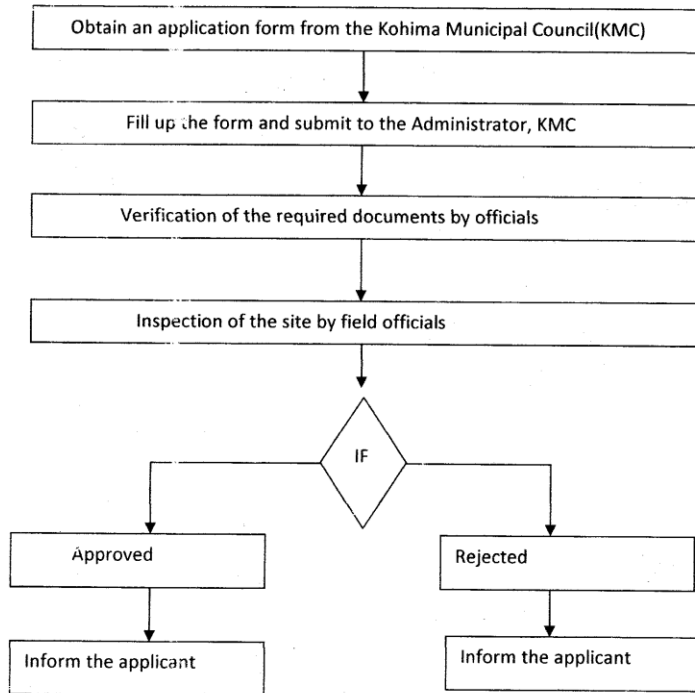 Obtain an application form from the Kohima Municipal Council(KMC)
Fill up the form and submit to the Administrator, KMC
Verification of the required documents by officials
Inspection of the site by field officials
IF
Approved
Rejected
Inform the applicant
Inform the applicant